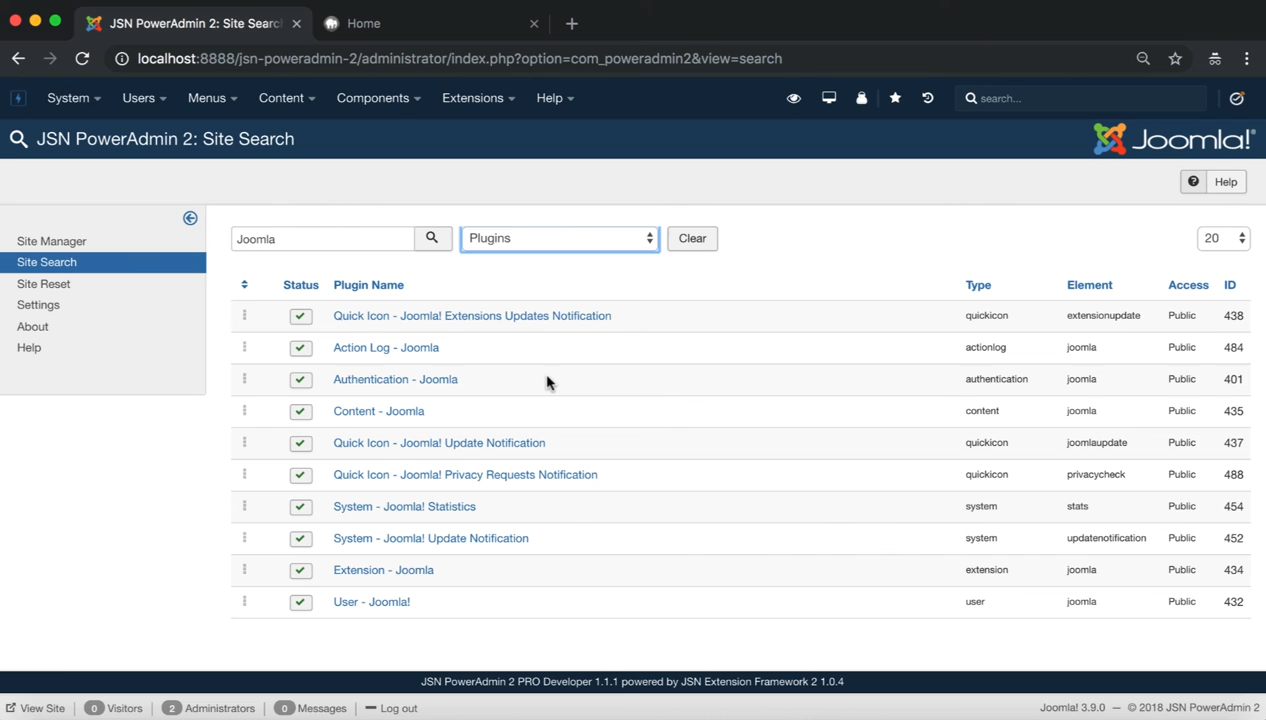 JSN PowerAdmin 2: Site Searc
Home
localhost:8888/jsn-poweradmin-2/administrator/index.php?option=com_poweradmin2&view=search
System Users Menus Content Components Extensions Help search...
JSN PowerAdmin 2: Site Search Joomla!®
Help
Site Manager
Site Search
Site Reset
Settings
About
Help
Joomla Plugins Clear 20
Status Plugin Name Type Element Access ID
Quick Icon - Joomla! Extensions Updates Notification quickicon extensionupdate Public 438
Action Log - Joomla actionlog joomla Public 484
Authentication - Joomla authentication joomla Public 401
Content - Joomla content joomla Public 435
Quick Icon - Joomla! Update Notification quickicon joomlaupdate Public 437
Quick Icon - Joomla! Privacy Requests Notification quickicon privacycheck Public 488
System - Joomla! Statistics system stats Public 454
System - Joomla! Update Notification system updatenotification Public 452
Extension - Joomla extension joomla Public 434
User - Joomla! user joomla Public 432
JSN PowerAdmin 2 PRO Developer 1.1.1 powered by JSN Extension Framework 2 1.0.4
View Site 0 Visitors 2 Administrators 0 Messages Log out Joomla! 3.9.0 — © 2018 JSN PowerAdmin 2